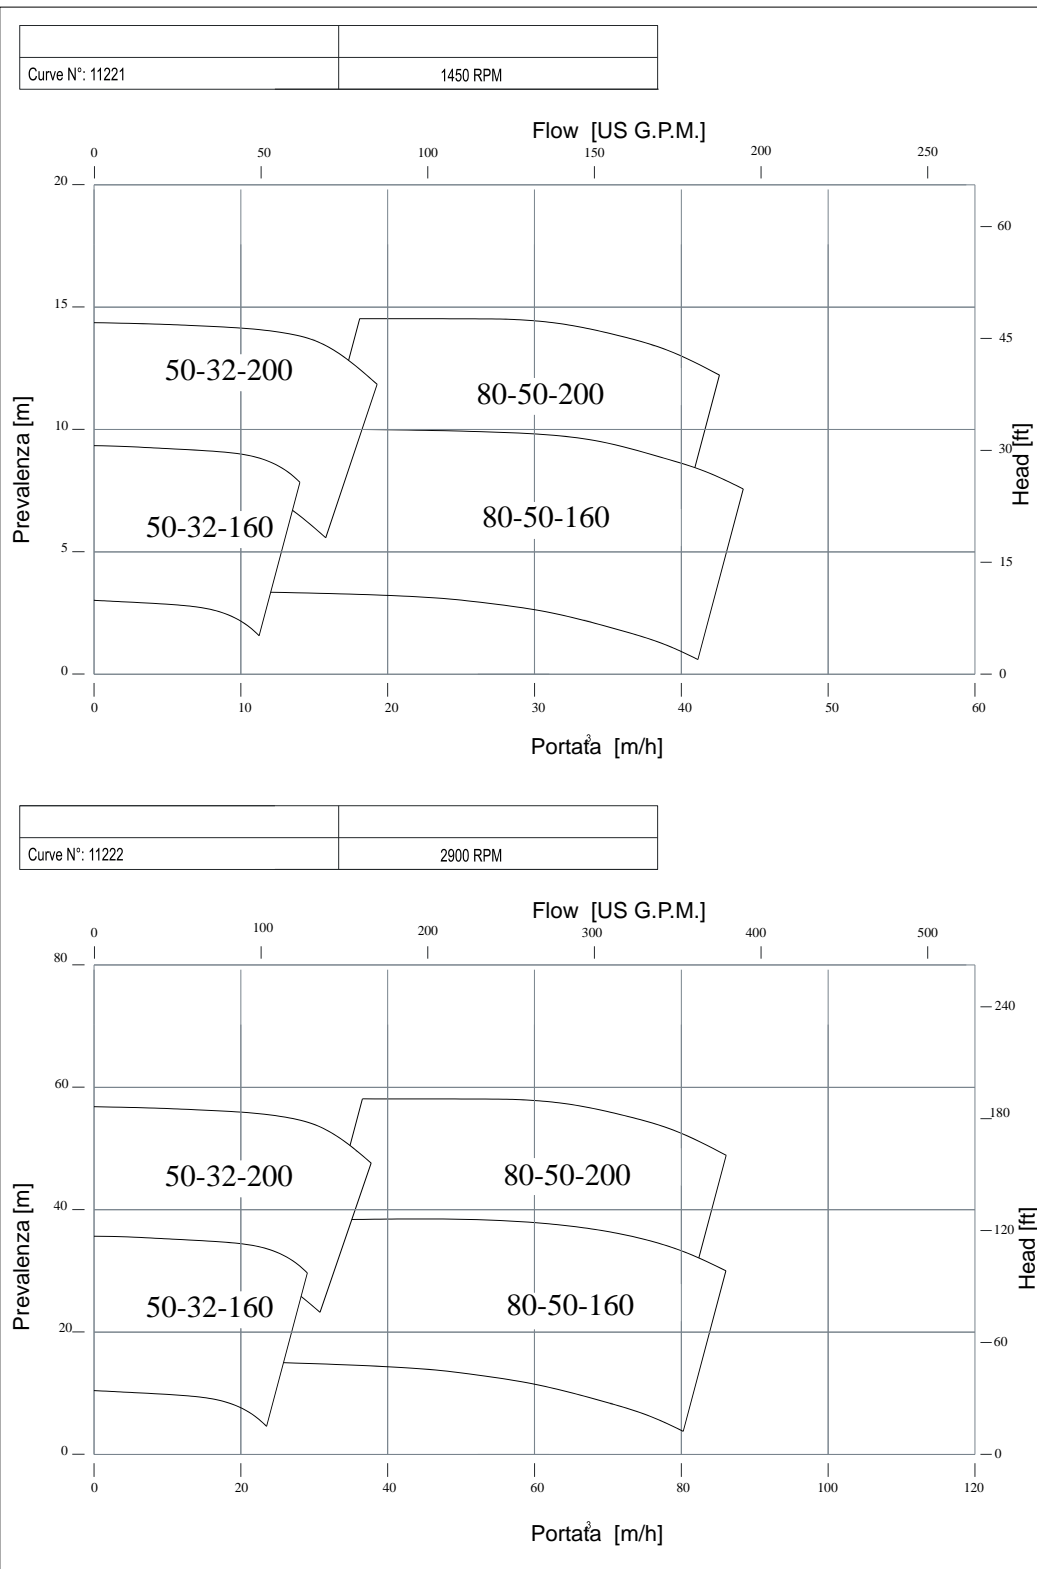 Curve N°: 11221 1450 RPM
Flow [US G.P.M.]
0 50 100 150 200 250
20
15
10
5
0
60
45
30
15
0
Prevalenza [m]
Head [ft]
50-32-200
80-50-200
50-32-160
80-50-160
0 10 20 30 40 50 60
Portata [m³/h]
Curve N°: 11222 2900 RPM
Flow [US G.P.M.]
0 100 200 300 400 500
80
60
40
20
0
240
180
120
60
0
Prevalenza [m]
Head [ft]
50-32-200
80-50-200
50-32-160
80-50-160
0 20 40 60 80 100 120
Portata [m³/h]